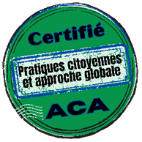 Certifié
Pratiques citoyennes
et approche globale
ACA